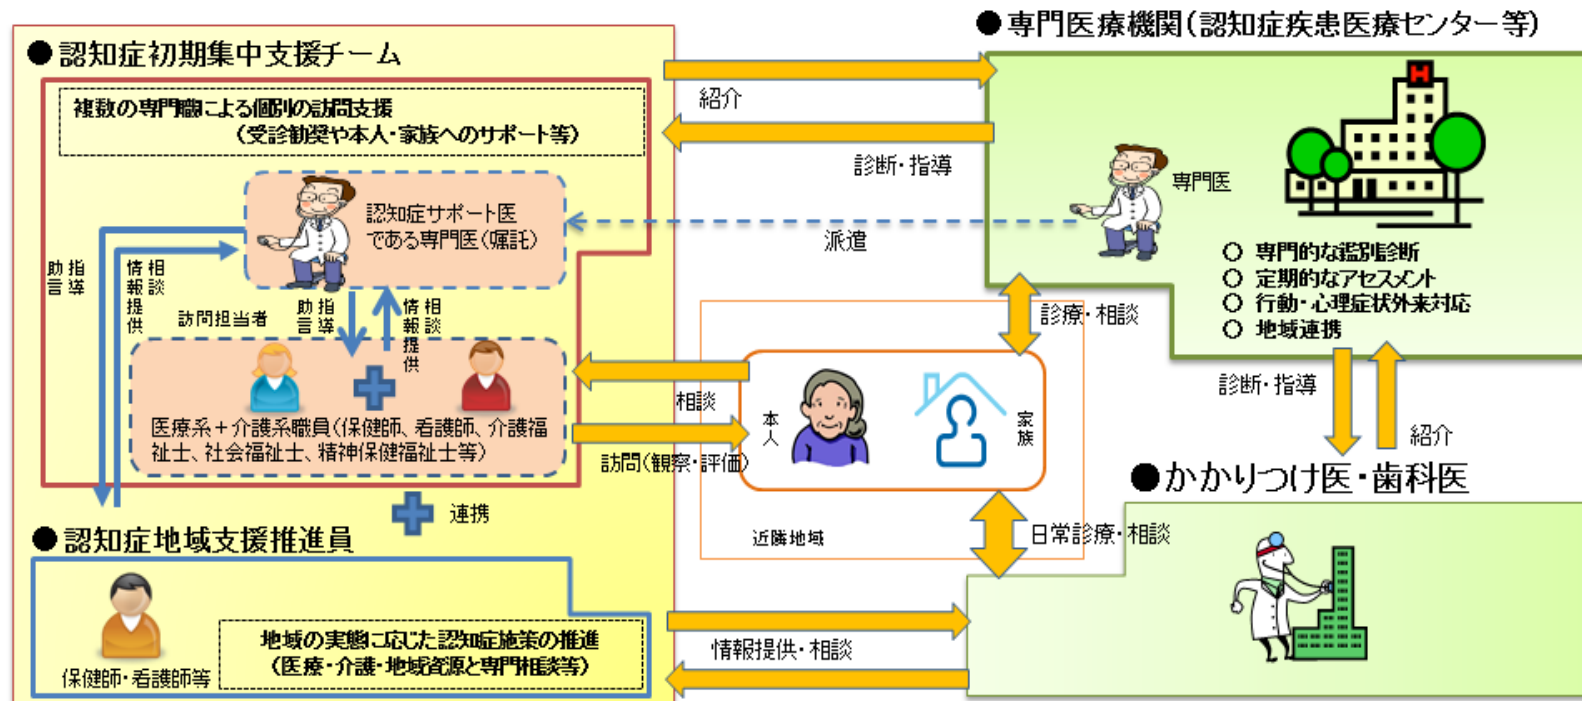 ●認知症初期集中支援チーム
複数の専門職による個別の訪問支援
(受診勧奨や本人・家族へのサポート等)
認知症サポート医
である専門医(嘱託)
指導
助言
相談
情報提供
訪問担当者
指導
助言
相談
情報提供
医療系+介護系職員(保健師、看護師、介護福
祉士、社会福祉士、精神保健福祉士等)
連携
●認知症地域支援推進員
保健師・看護師等
地域の実態に応じた認知症施策の推進
(医療・介護・地域資源と専門相談等)
紹介
診断・指導
派遣
相談
訪問(観察・評価)
本人
家族
近隣地域
診療・相談
日常診療・相談
情報提供・相談
●専門医療機関(認知症疾患医療センター等)
H
専門医
○ 専門的な鑑別診断
○ 定期的なアセスメント
○ 行動・心理症状外来対応
○ 地域連携
診断・指導
紹介
●かかりつけ医・歯科医